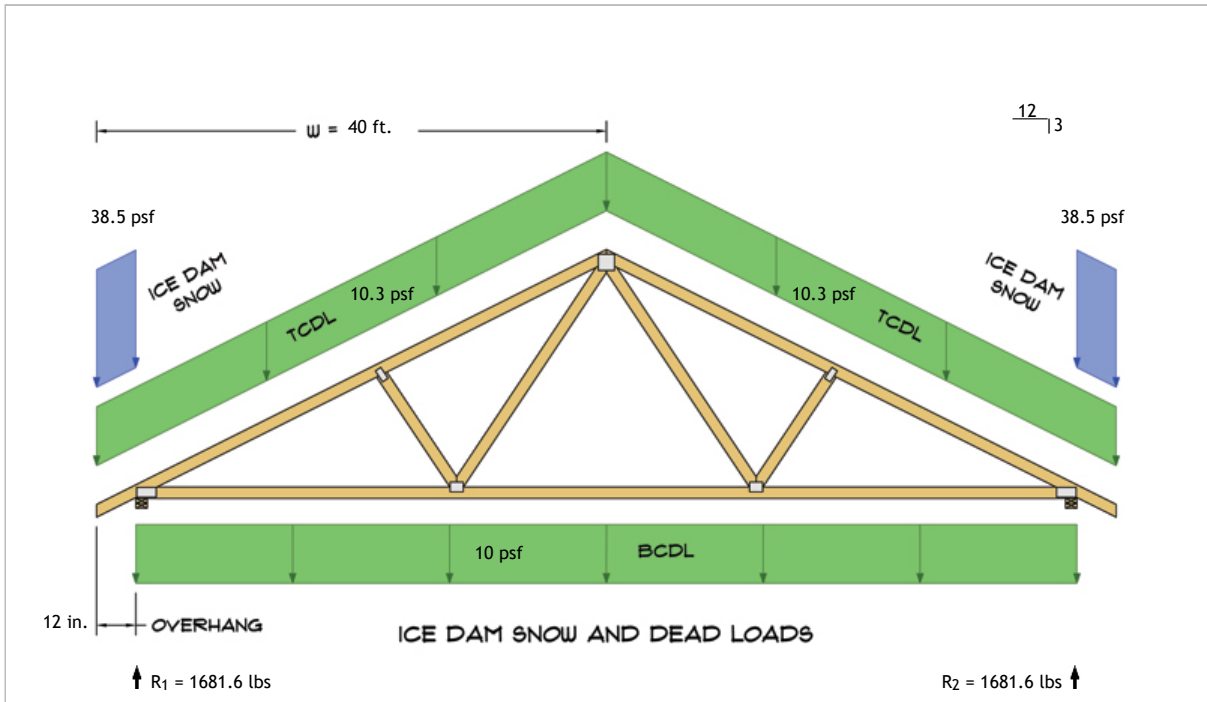 12
3
W = 40 ft.
38.5 psf
38.5 psf
ICE DAM
SNOW
ICE DAM
SNOW
10.3 psf
10.3 psf
TCDL
TCDL
10 psf
BCDL
12 in.
OVERHANG
ICE DAM SNOW AND DEAD LOADS
R1 = 1681.6 lbs
R2 = 1681.6 lbs